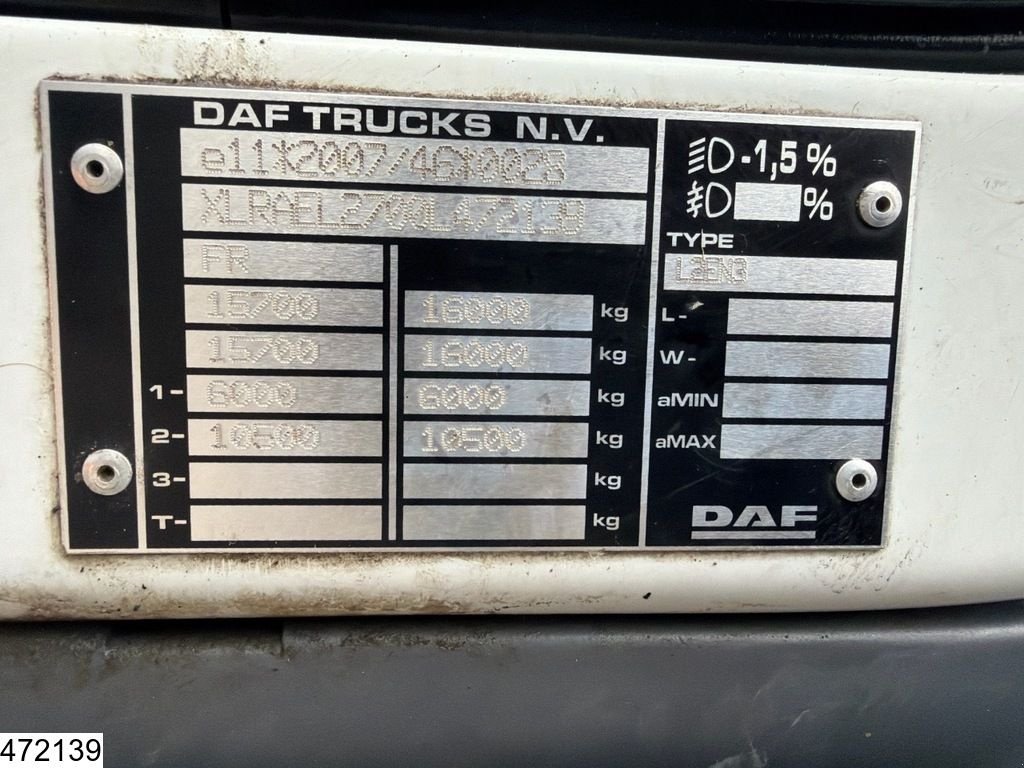 DAF TRUCKS N.V.
e11*2007/46*0028
XLRAEL2700L472139
FR
15700 16000 kg
15700 16000 kg
1- 6000 6000 kg
2- 10500 10500 kg
3- kg
T- kg
-1,5%
%
TYPE
L2EN3
L-
W-
aMIN
aMAX
DAF
472139